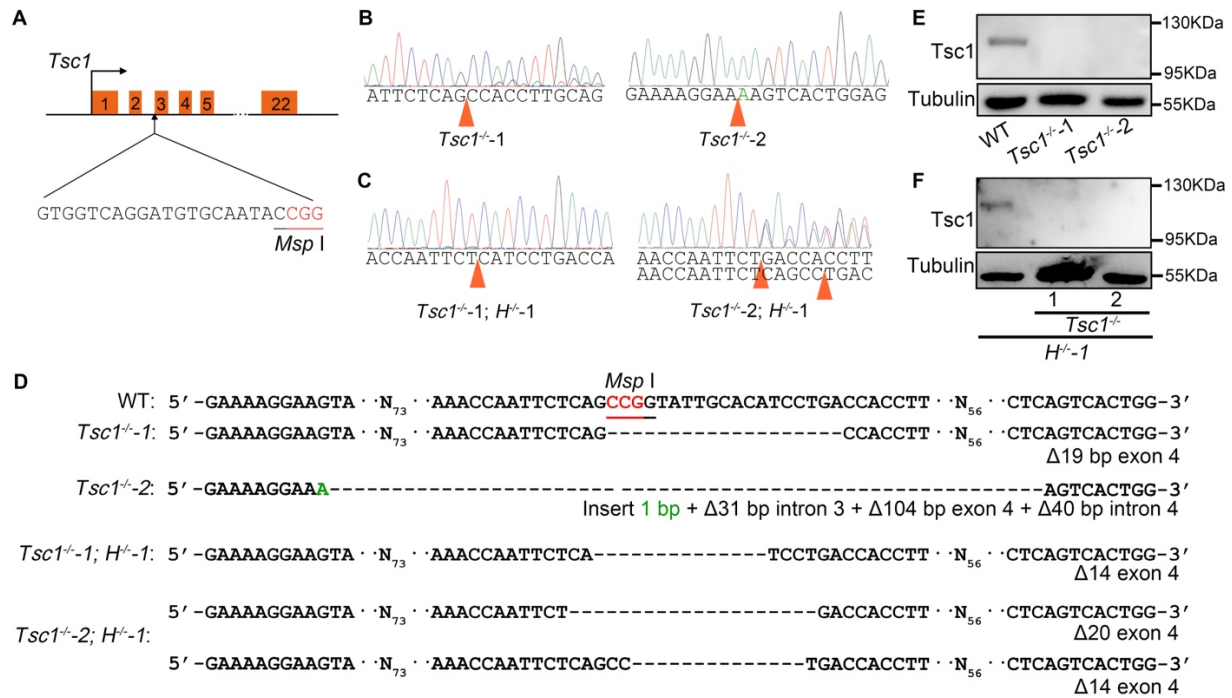 A
Tsc1
1 2 3 4 5 22
GTGGTCAGGATGTGCAATACCGG
Msp I
B
ATTCTCAGCCACCTTGCAG
Tsc1-/--1
GAAAAGGAAAAGTCACTGGAG
Tsc1-/--2
C
ACCAATTCTCATCCTGACCA
Tsc1-/--1; H-/--1
AACCAATTCTGACCACCTT
AACCAATTCTCAGCCTGAC
Tsc1-/--2; H-/--1
E
130KDa
Tsc1
95KDa
Tubulin
55KDa
WT Tsc1-/--1 Tsc1-/--2
F
130KDa
Tsc1
95KDa
Tubulin
55KDa
1 2
Tsc1-/-
H-/--1
D
Msp I
WT: 5′-GAAAAGGAAGTA··N73··AAACCAATTCTCAGCCGGTATTGCACATCCTGACCACCTT··N56··CTCAGTCACTGG-3′
Tsc1-/--1: 5′-GAAAAGGAAGTA··N73··AAACCAATTCTCAG-------------------CCACCTT··N56··CTCAGTCACTGG-3′
Δ19 bp exon 4
Tsc1-/--2: 5′-GAAAAGGAAA----------------------------------------------------------AGTCACTGG-3′
Insert 1 bp + Δ31 bp intron 3 + Δ104 bp exon 4 + Δ40 bp intron 4
Tsc1-/--1; H-/--1: 5′-GAAAAGGAAGTA··N73··AAACCAATTCTCA--------------TCCTGACCACCTT··N56··CTCAGTCACTGG-3′
Δ14 exon 4
5′-GAAAAGGAAGTA··N73··AAACCAATTCT--------------------GACCACCTT··N56··CTCAGTCACTGG-3′
Tsc1-/--2; H-/--1:
Δ20 exon 4
5′-GAAAAGGAAGTA··N73··AAACCAATTCTCAGCC--------------TGACCACCTT··N56··CTCAGTCACTGG-3′
Δ14 exon 4